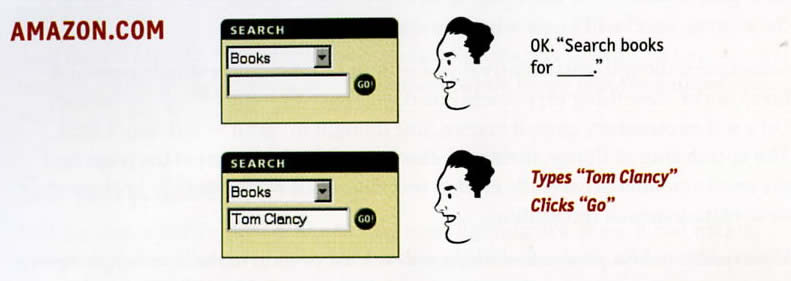 AMAZON.COM
SEARCH
Books
GO!
OK. “Search books
for ____.”
SEARCH
Books
Tom Clancy
GO!
Types “Tom Clancy”
Clicks “Go”